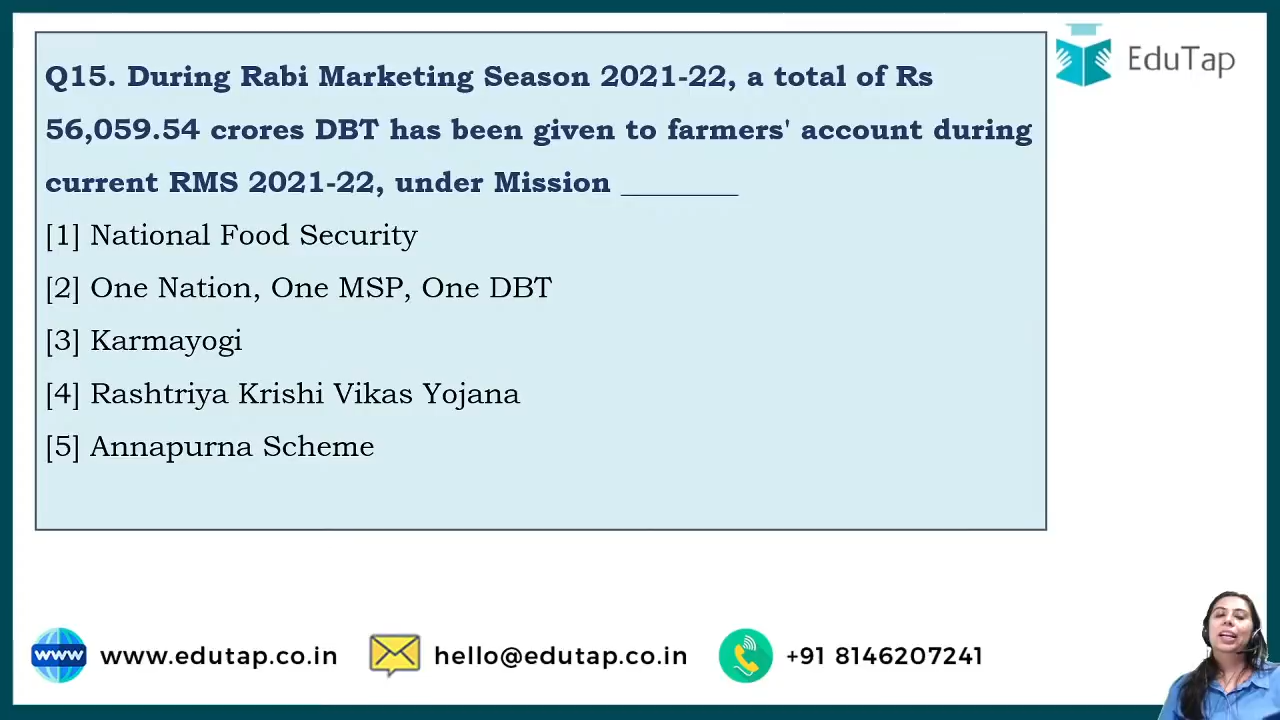 Q15. During Rabi Marketing Season 2021-22, a total of Rs
56,059.54 crores DBT has been given to farmers' account during
current RMS 2021-22, under Mission ________
[1] National Food Security
[2] One Nation, One MSP, One DBT
[3] Karmayogi
[4] Rashtriya Krishi Vikas Yojana
[5] Annapurna Scheme
EduTap
www www.edutap.co.in hello@edutap.co.in +91 8146207241